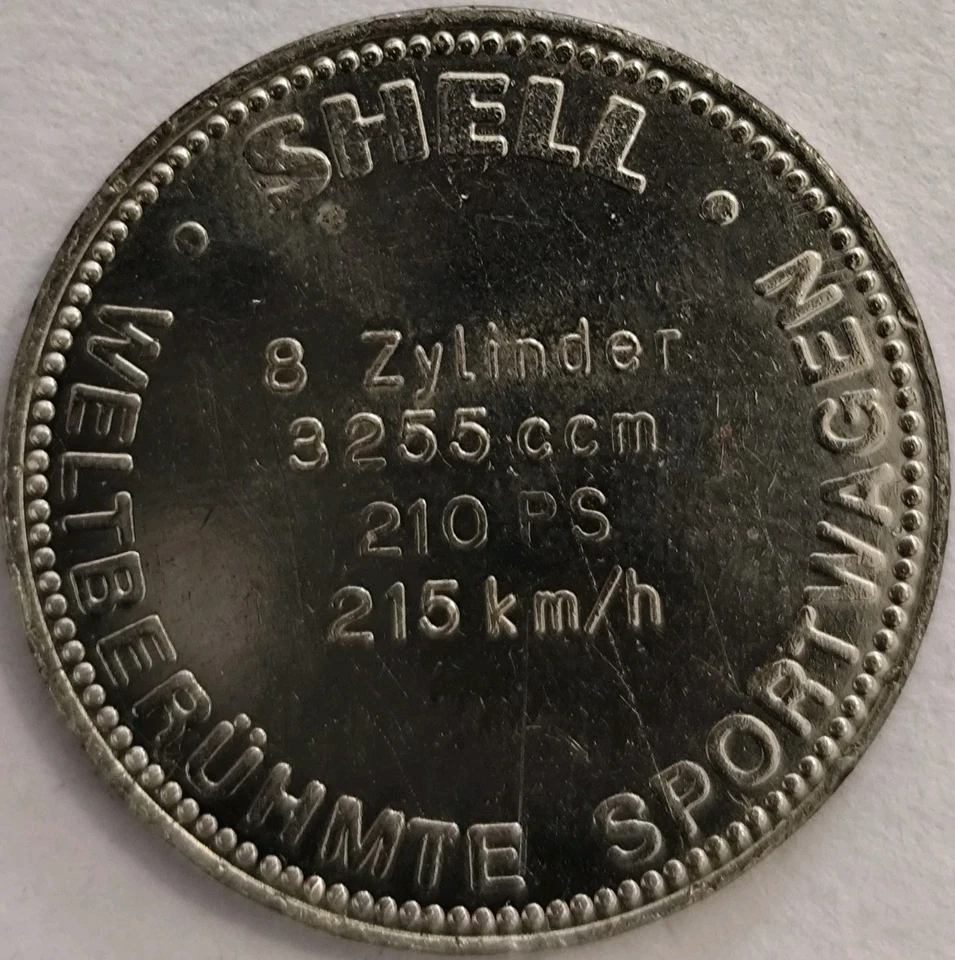 · SHELL ·
8 Zylinder
3255 ccm
210 PS
215 km/h
WELTBERÜHMTE SPORTWAGEN